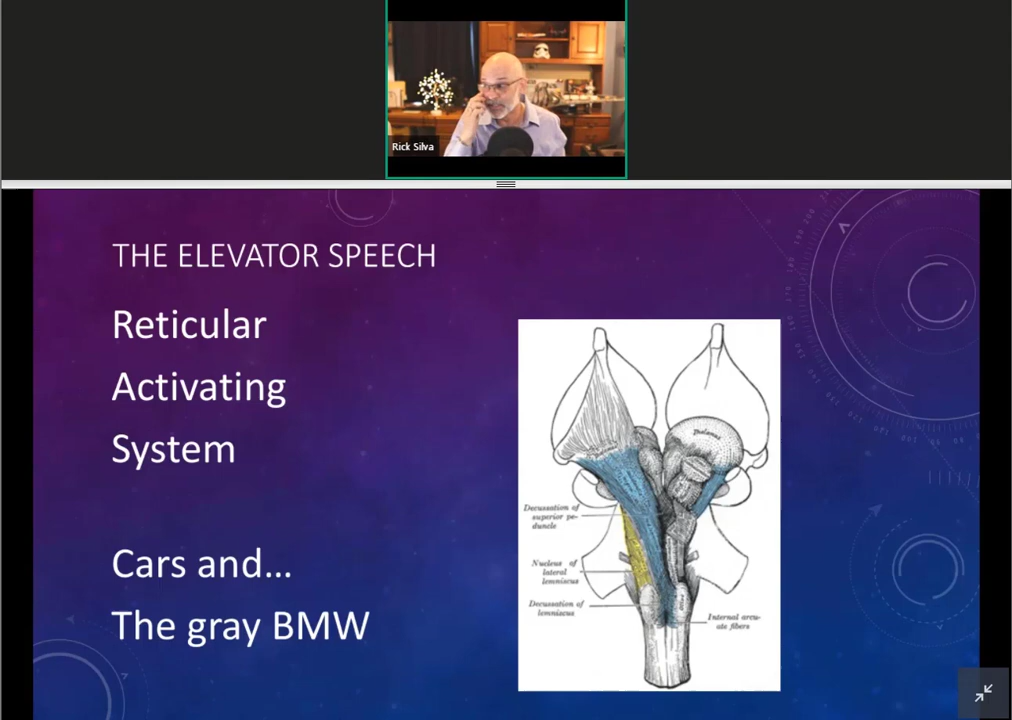 Rick Silva
THE ELEVATOR SPEECH
Reticular
Activating
System
Cars and...
The gray BMW
Thalamus
Decussation of
superior pe-
duncle
Nucleus of
lateral
lemniscus
Decussation of
lemniscus
Internal arcu-
ate fibers